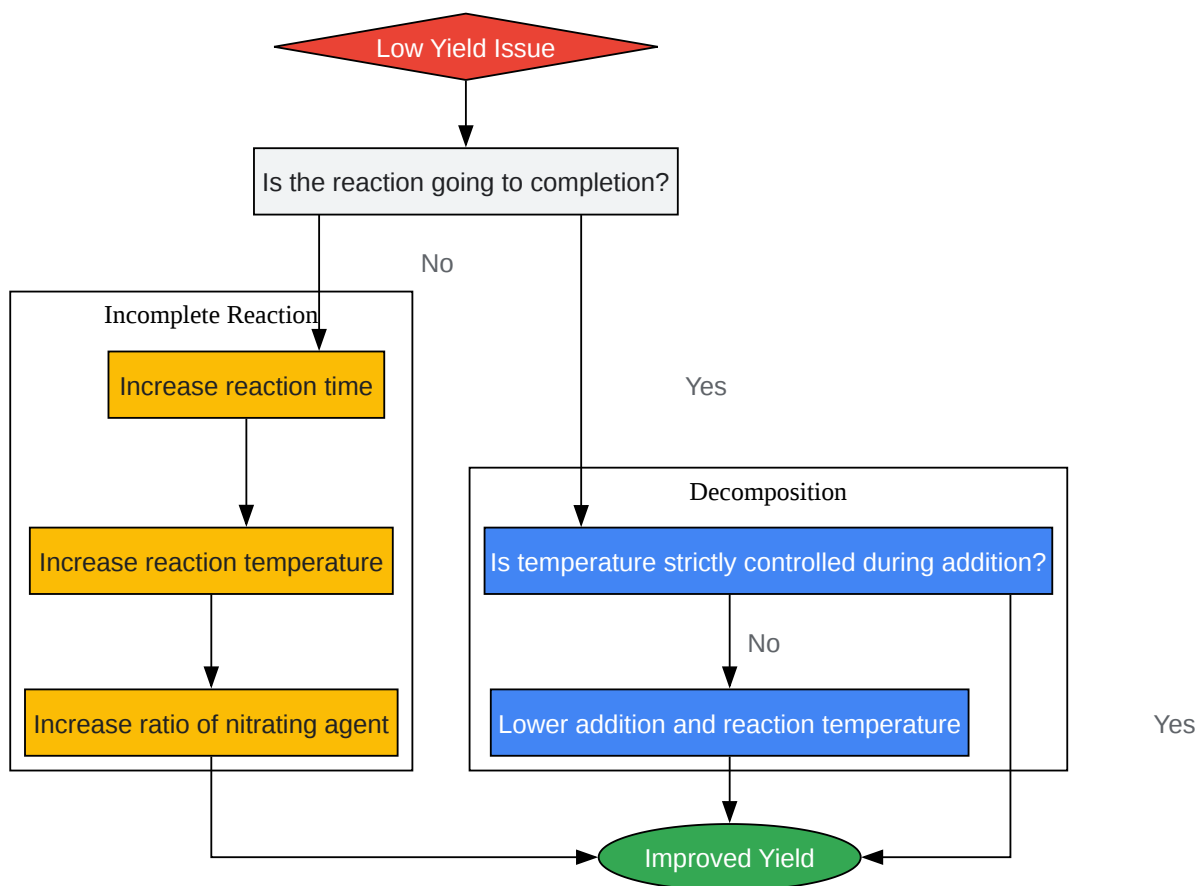 Low Yield Issue
Is the reaction going to completion?
No
Incomplete Reaction
Increase reaction time
Yes
Decomposition
Increase reaction temperature
Is temperature strictly controlled during addition?
No
Increase ratio of nitrating agent
Lower addition and reaction temperature
Yes
Improved Yield